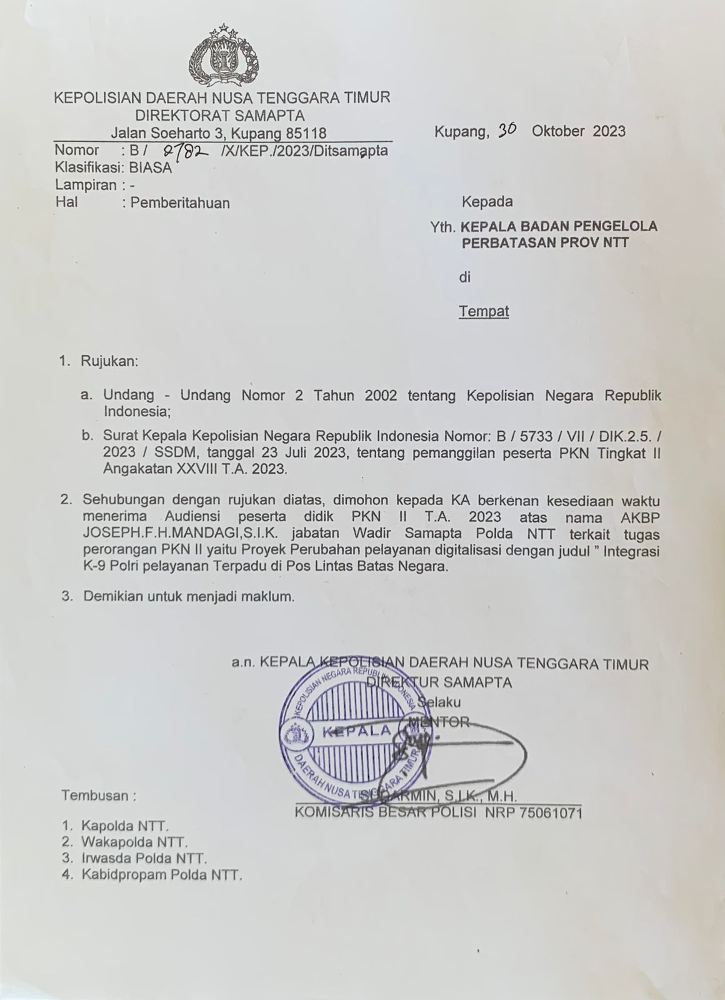 KEPOLISIAN DAERAH NUSA TENGGARA TIMUR
DIREKTORAT SAMAPTA
Jalan Soeharto 3, Kupang 85118
Kupang, 30 Oktober 2023
Nomor : B / 2782 /X/KEP./2023/Ditsamapta
Klasifikasi: BIASA
Lampiran : -
Hal : Pemberitahuan
Kepada
Yth. KEPALA BADAN PENGELOLA
PERBATASAN PROV NTT
di
Tempat
1. Rujukan:
a. Undang - Undang Nomor 2 Tahun 2002 tentang Kepolisian Negara Republik
Indonesia;
b. Surat Kepala Kepolisian Negara Republik Indonesia Nomor: B / 5733 / VII / DIK.2.5. /
2023 / SSDM, tanggal 23 Juli 2023, tentang pemanggilan peserta PKN Tingkat II
Angakatan XXVIII T.A. 2023.
2. Sehubungan dengan rujukan diatas, dimohon kepada KA berkenan kesediaan waktu
menerima Audiensi peserta didik PKN II T.A. 2023 atas nama AKBP
JOSEPH.F.H.MANDAGI,S.I.K. jabatan Wadir Samapta Polda NTT terkait tugas
perorangan PKN II yaitu Proyek Perubahan pelayanan digitalisasi dengan judul " Integrasi
K-9 Polri pelayanan Terpadu di Pos Lintas Batas Negara.
3. Demikian untuk menjadi maklum.
a.n. KEPALA KEPOLISIAN DAERAH NUSA TENGGARA TIMUR
DIREKTUR SAMAPTA
Selaku
MENTOR
KEPOLISIAN NEGARA REPUBLIK INDONESIA
KEPALA
DAERAH NUSA TENGGARA TIMUR
SUDARMIN, S.I.K., M.H.
KOMISARIS BESAR POLISI NRP 75061071
Tembusan :
1. Kapolda NTT.
2. Wakapolda NTT.
3. Irwasda Polda NTT.
4. Kabidpropam Polda NTT.